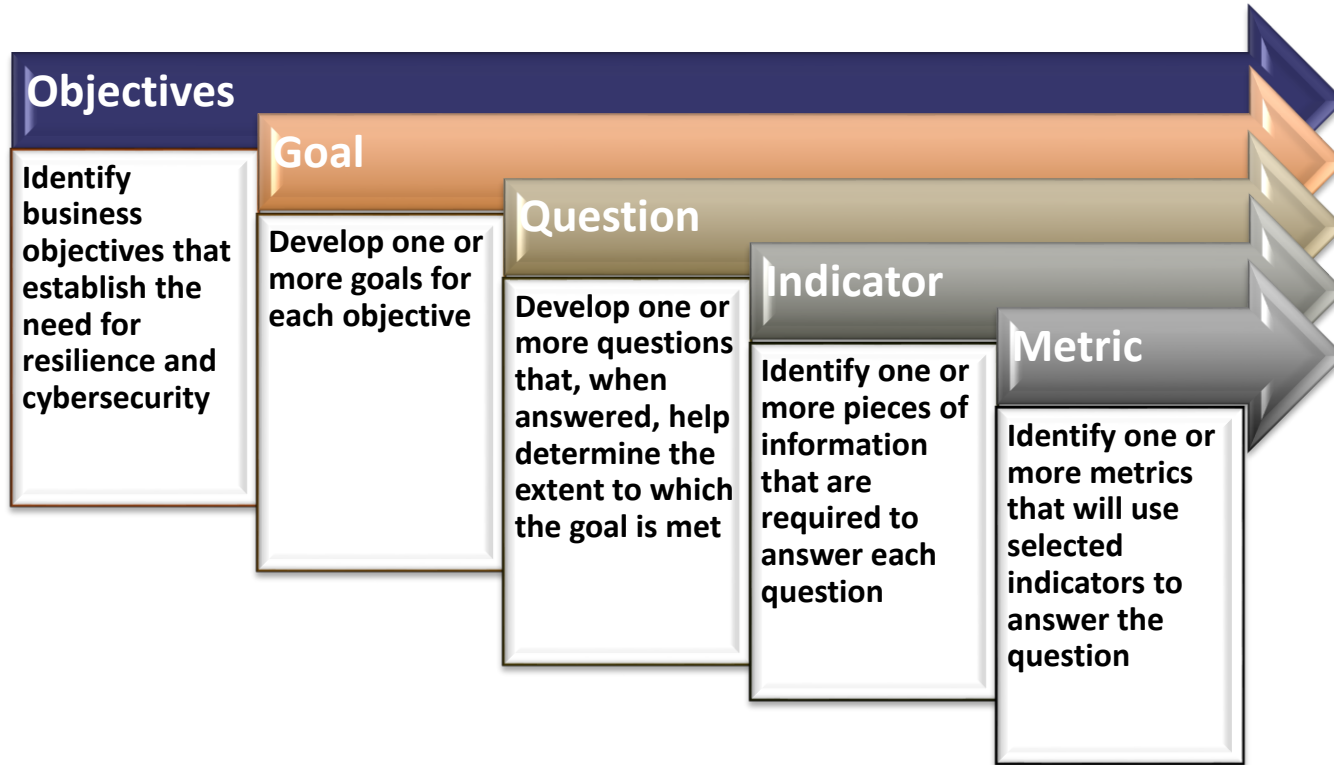 Objectives
Identify
business
objectives that
establish the
need for
resilience and
cybersecurity
Goal
Develop one or
more goals for
each objective
Question
Develop one or
more questions
that, when
answered, help
determine the
extent to which
the goal is met
Indicator
Identify one or
more pieces of
information
that are
required to
answer each
question
Metric
Identify one or
more metrics
that will use
selected
indicators to
answer the
question